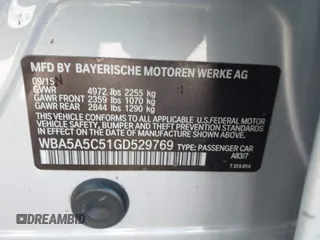 MFD BY BAYERISCHE MOTOREN WERKE AG
09/15
GVWR 4972 lbs 2255 kg
GAWR FRONT 2359 lbs 1070 kg
GAWR REAR 2844 lbs 1290 kg
THIS VEHICLE CONFORMS TO ALL APPLICABLE
U.S. FEDERAL MOTOR VEHICLE SAFETY, BUMPER,
AND THEFT PREVENTION STANDARDS IN EFFECT ON
THE DATE OF MANUFACTURE SHOWN ABOVE.
WBA5A5C51GD529769 TYPE: PASSENGER CAR
A83/7
DREAMBID